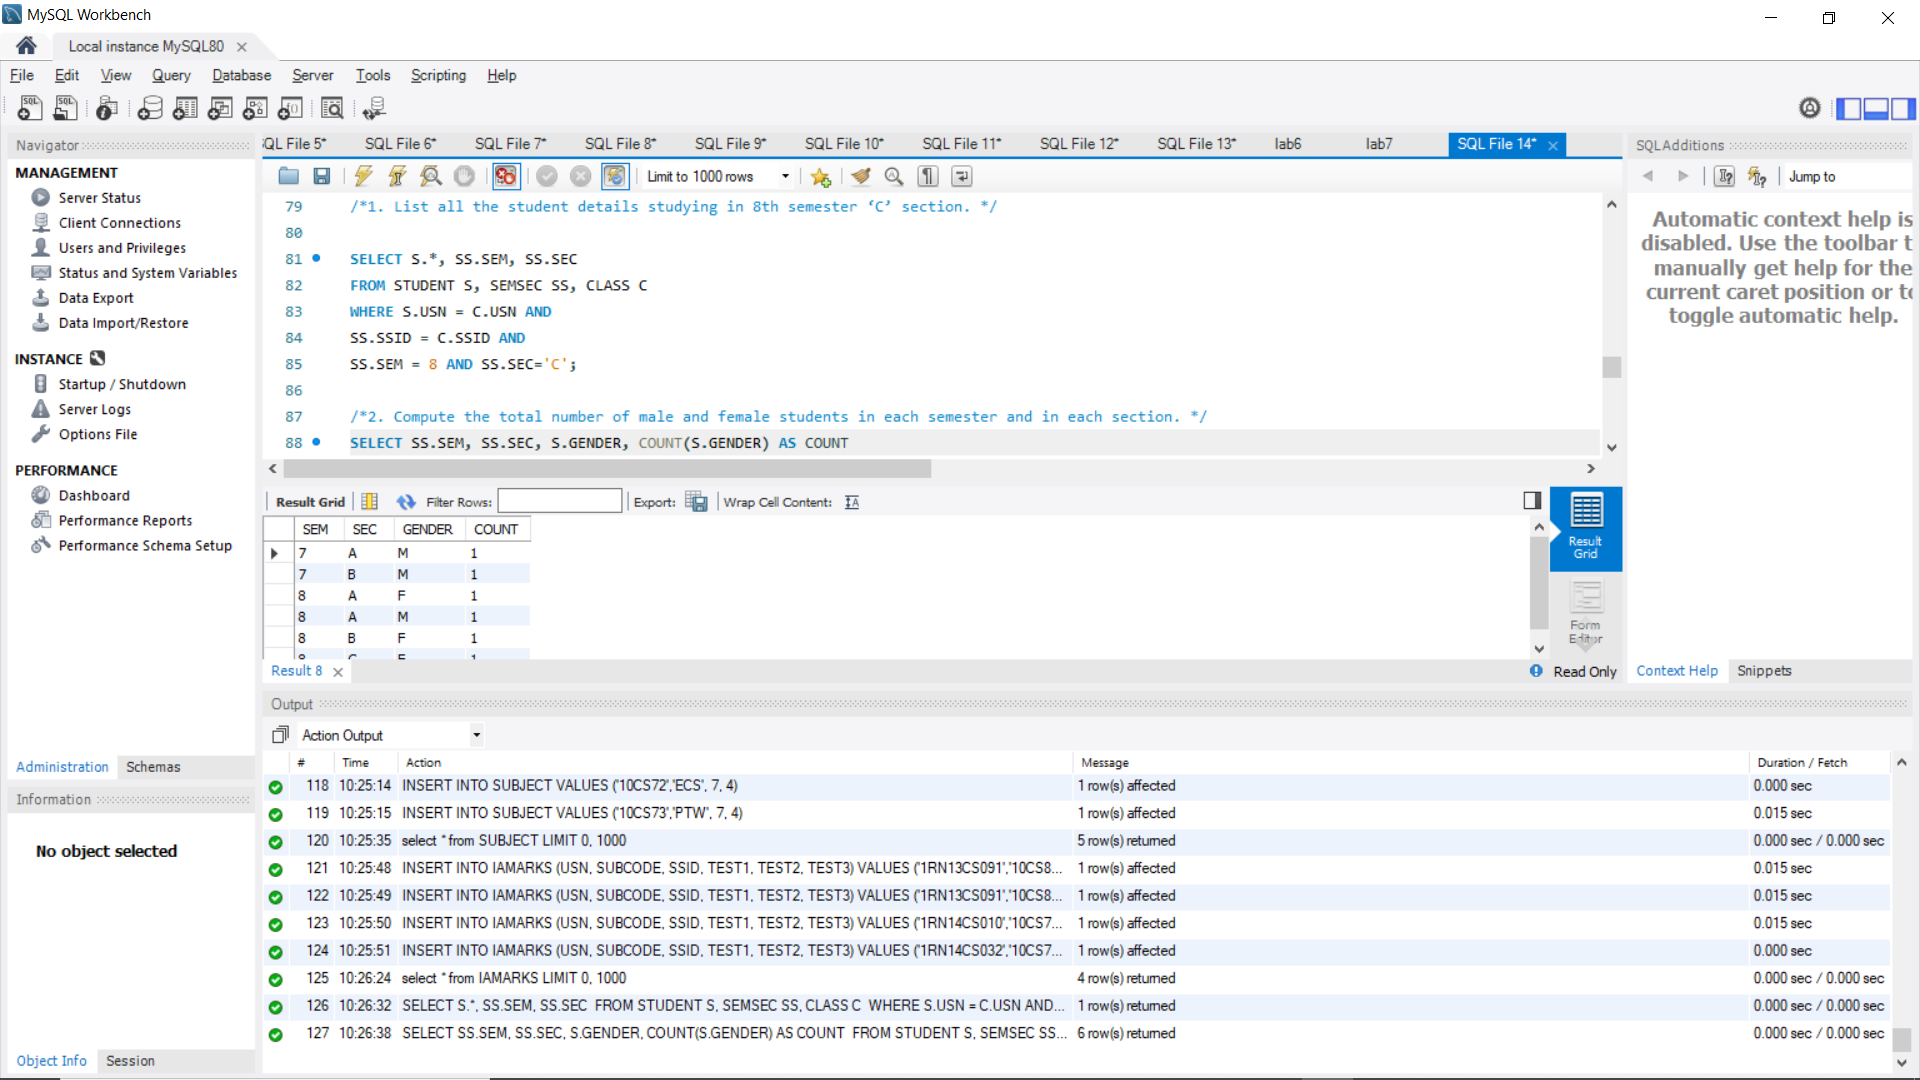 MySQL Workbench
Local instance MySQL80
File Edit View Query Database Server Tools Scripting Help
Navigator
MANAGEMENT
Server Status
Client Connections
Users and Privileges
Status and System Variables
Data Export
Data Import/Restore
INSTANCE
Startup / Shutdown
Server Logs
Options File
PERFORMANCE
Dashboard
Performance Reports
Performance Schema Setup
Administration Schemas
Information
No object selected
Object Info Session
SQL File 5* SQL File 6* SQL File 7* SQL File 8* SQL File 9* SQL File 10* SQL File 11* SQL File 12* SQL File 13* lab6 lab7 SQL File 14*
Limit to 1000 rows
79 /*1. List all the student details studying in 8th semester ‘C’ section. */
80
81 SELECT S.*, SS.SEM, SS.SEC
82 FROM STUDENT S, SEMSEC SS, CLASS C
83 WHERE S.USN = C.USN AND
84 SS.SSID = C.SSID AND
85 SS.SEM = 8 AND SS.SEC='C';
86
87 /*2. Compute the total number of male and female students in each semester and in each section. */
88 SELECT SS.SEM, SS.SEC, S.GENDER, COUNT(S.GENDER) AS COUNT
Result Grid Filter Rows: Export: Wrap Cell Content:
SEM SEC GENDER COUNT
7 A M 1
7 B M 1
8 A F 1
8 A M 1
8 B F 1
8 C F 1
Result Grid
Form Editor
Result 8
Read Only
SQLAdditions
Jump to
Automatic context help is
disabled. Use the toolbar t
manually get help for the
current caret position or to
toggle automatic help.
Context Help Snippets
Output
Action Output
# Time Action Message Duration / Fetch
118 10:25:14 INSERT INTO SUBJECT VALUES ('10CS72','ECS', 7, 4) 1 row(s) affected 0.000 sec
119 10:25:15 INSERT INTO SUBJECT VALUES ('10CS73','PTW', 7, 4) 1 row(s) affected 0.015 sec
120 10:25:35 select * from SUBJECT LIMIT 0, 1000 5 row(s) returned 0.000 sec / 0.000 sec
121 10:25:48 INSERT INTO IAMARKS (USN, SUBCODE, SSID, TEST1, TEST2, TEST3) VALUES ('1RN13CS091','10CS8... 1 row(s) affected 0.015 sec
122 10:25:49 INSERT INTO IAMARKS (USN, SUBCODE, SSID, TEST1, TEST2, TEST3) VALUES ('1RN13CS091','10CS8... 1 row(s) affected 0.015 sec
123 10:25:50 INSERT INTO IAMARKS (USN, SUBCODE, SSID, TEST1, TEST2, TEST3) VALUES ('1RN14CS010','10CS7... 1 row(s) affected 0.015 sec
124 10:25:51 INSERT INTO IAMARKS (USN, SUBCODE, SSID, TEST1, TEST2, TEST3) VALUES ('1RN14CS032','10CS7... 1 row(s) affected 0.000 sec
125 10:26:24 select * from IAMARKS LIMIT 0, 1000 4 row(s) returned 0.000 sec / 0.000 sec
126 10:26:32 SELECT S.*, SS.SEM, SS.SEC FROM STUDENT S, SEMSEC SS, CLASS C WHERE S.USN = C.USN AND... 1 row(s) returned 0.000 sec / 0.000 sec
127 10:26:38 SELECT SS.SEM, SS.SEC, S.GENDER, COUNT(S.GENDER) AS COUNT FROM STUDENT S, SEMSEC SS... 6 row(s) returned 0.000 sec / 0.000 sec